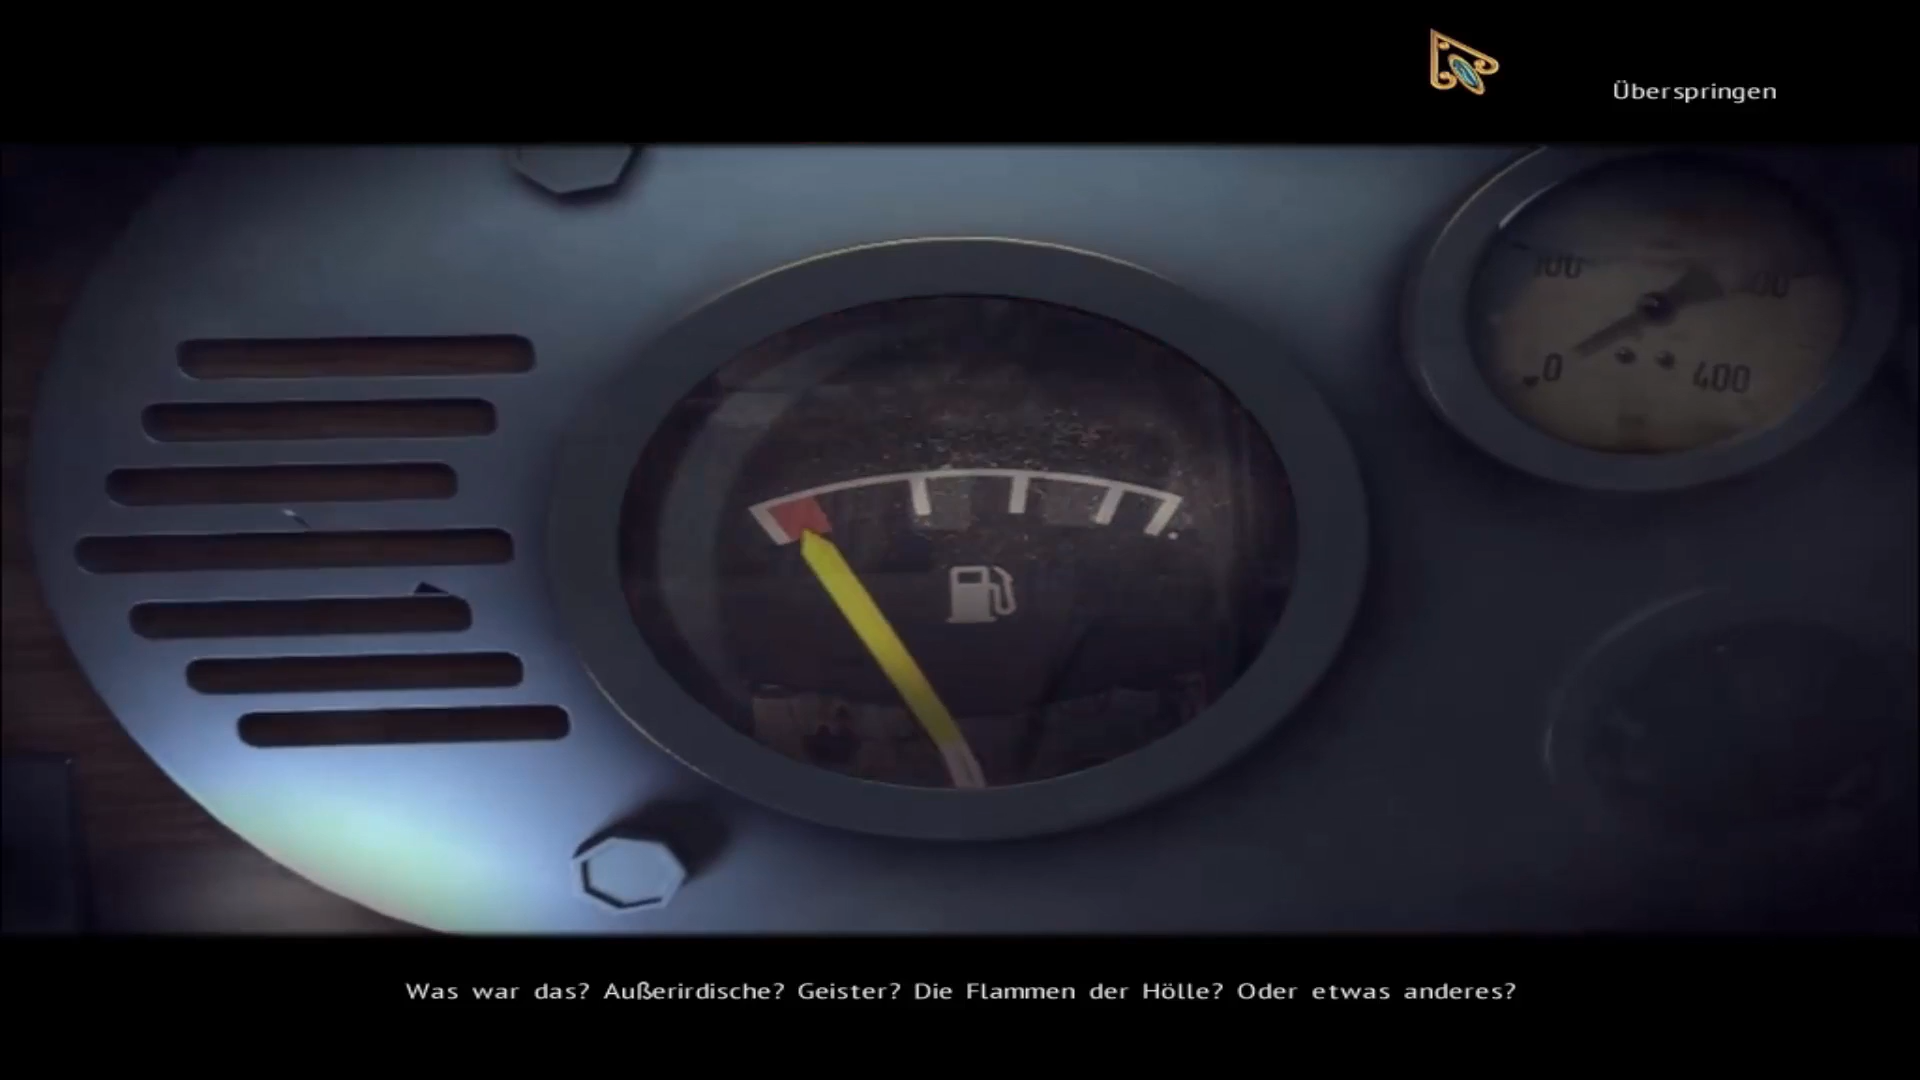 Überspringen
100
0
400
Was war das? Außerirdische? Geister? Die Flammen der Hölle? Oder etwas anderes?